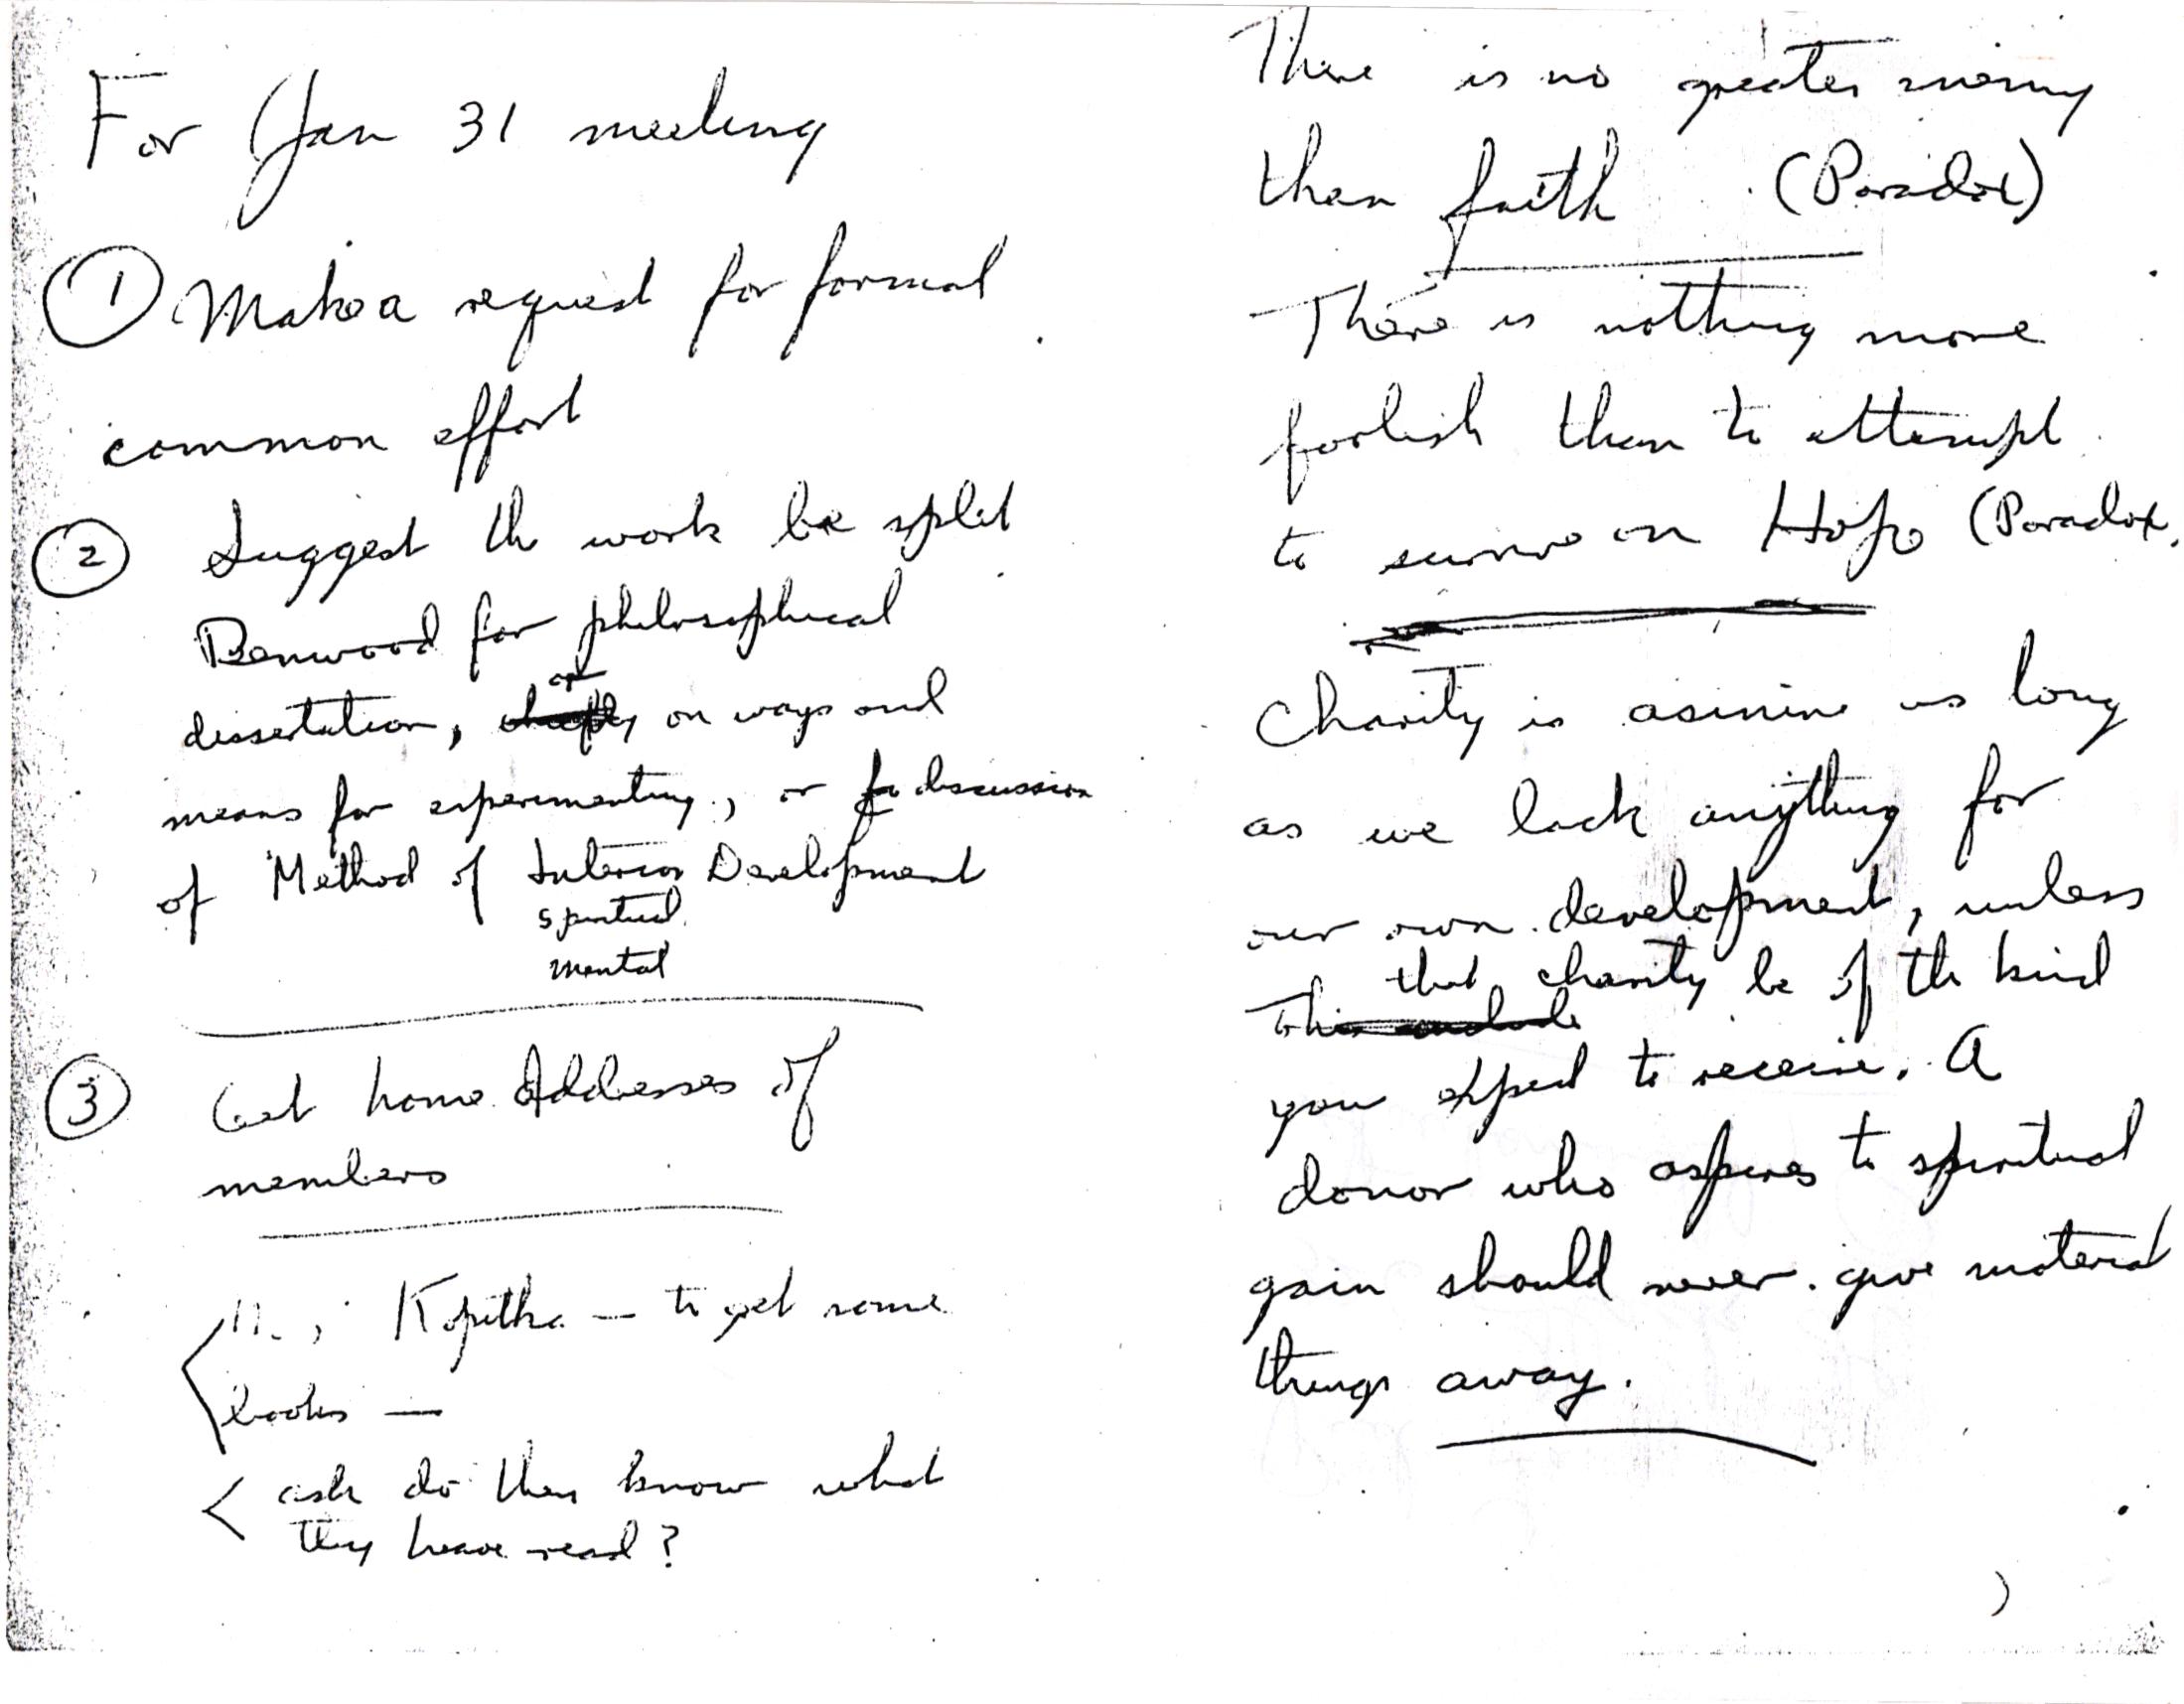 For Jan 31 meeting
① Make a request for formal
common effort
② Suggest the work be split
Benwood for philosophical
or
dissertation, on ways and
means for experimenting, or discussion
of Method of Interior Development
spiritual
mental
③ Get home Addresses of
members
Kopitka — to get some
books —
< ask do they know what
they have read?
There is no greater enemy
than faith (Paradox)
There is nothing more
foolish than to attempt
to survive on Hope (Paradox.
Charity is asinine as long
as we lack anything for
our own development, unless
that charity be of the kind
This
you expect to receive. A
donor who aspires to spiritual
gain should never give material
things away.